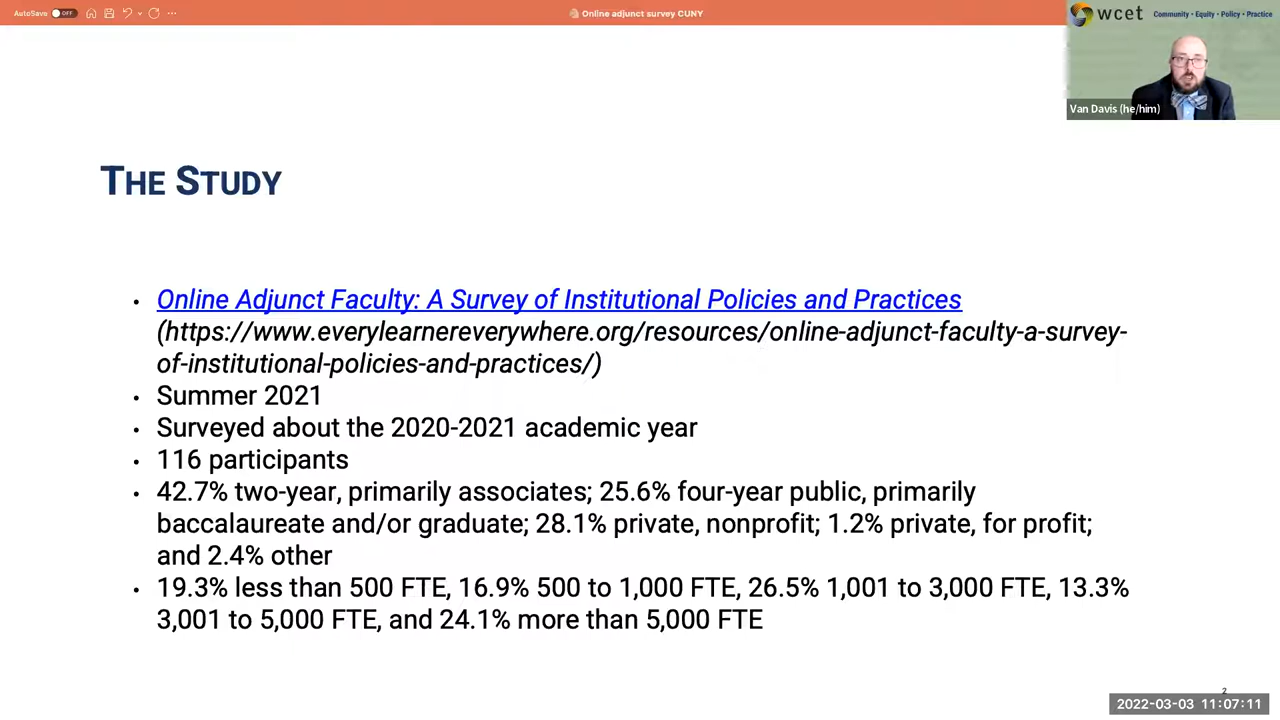 AutoSave OFF
Online adjunct survey CUNY
wcet Community • Equity • Policy • Practice
Van Davis (he/him)
THE STUDY
• Online Adjunct Faculty: A Survey of Institutional Policies and Practices
(https://www.everylearnereverywhere.org/resources/online-adjunct-faculty-a-survey-
of-institutional-policies-and-practices/)
• Summer 2021
• Surveyed about the 2020-2021 academic year
• 116 participants
• 42.7% two-year, primarily associates; 25.6% four-year public, primarily
baccalaureate and/or graduate; 28.1% private, nonprofit; 1.2% private, for profit;
and 2.4% other
• 19.3% less than 500 FTE, 16.9% 500 to 1,000 FTE, 26.5% 1,001 to 3,000 FTE, 13.3%
3,001 to 5,000 FTE, and 24.1% more than 5,000 FTE
2
2022-03-03 11:07:11